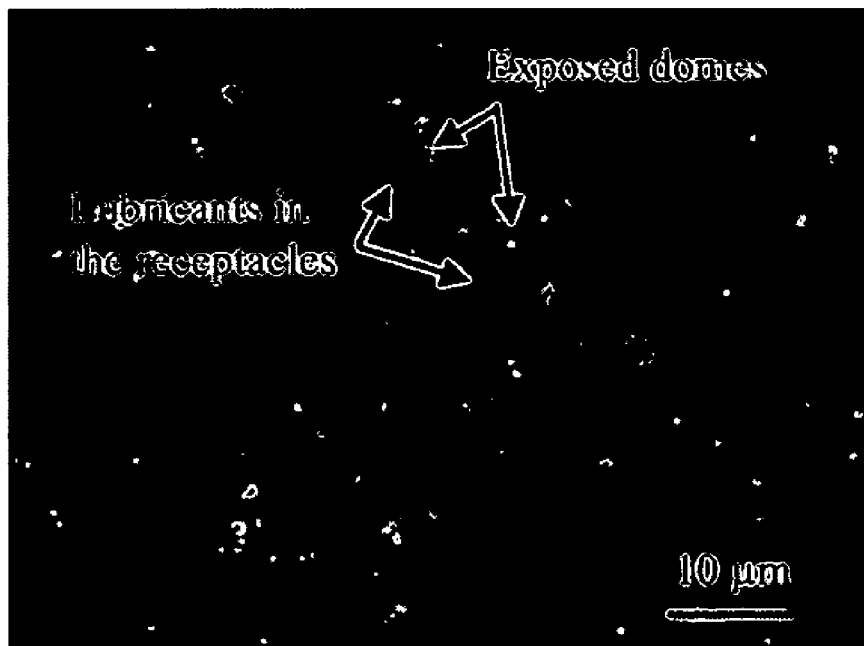 Exposed domes
Lubricants in
the receptacles
10 μm